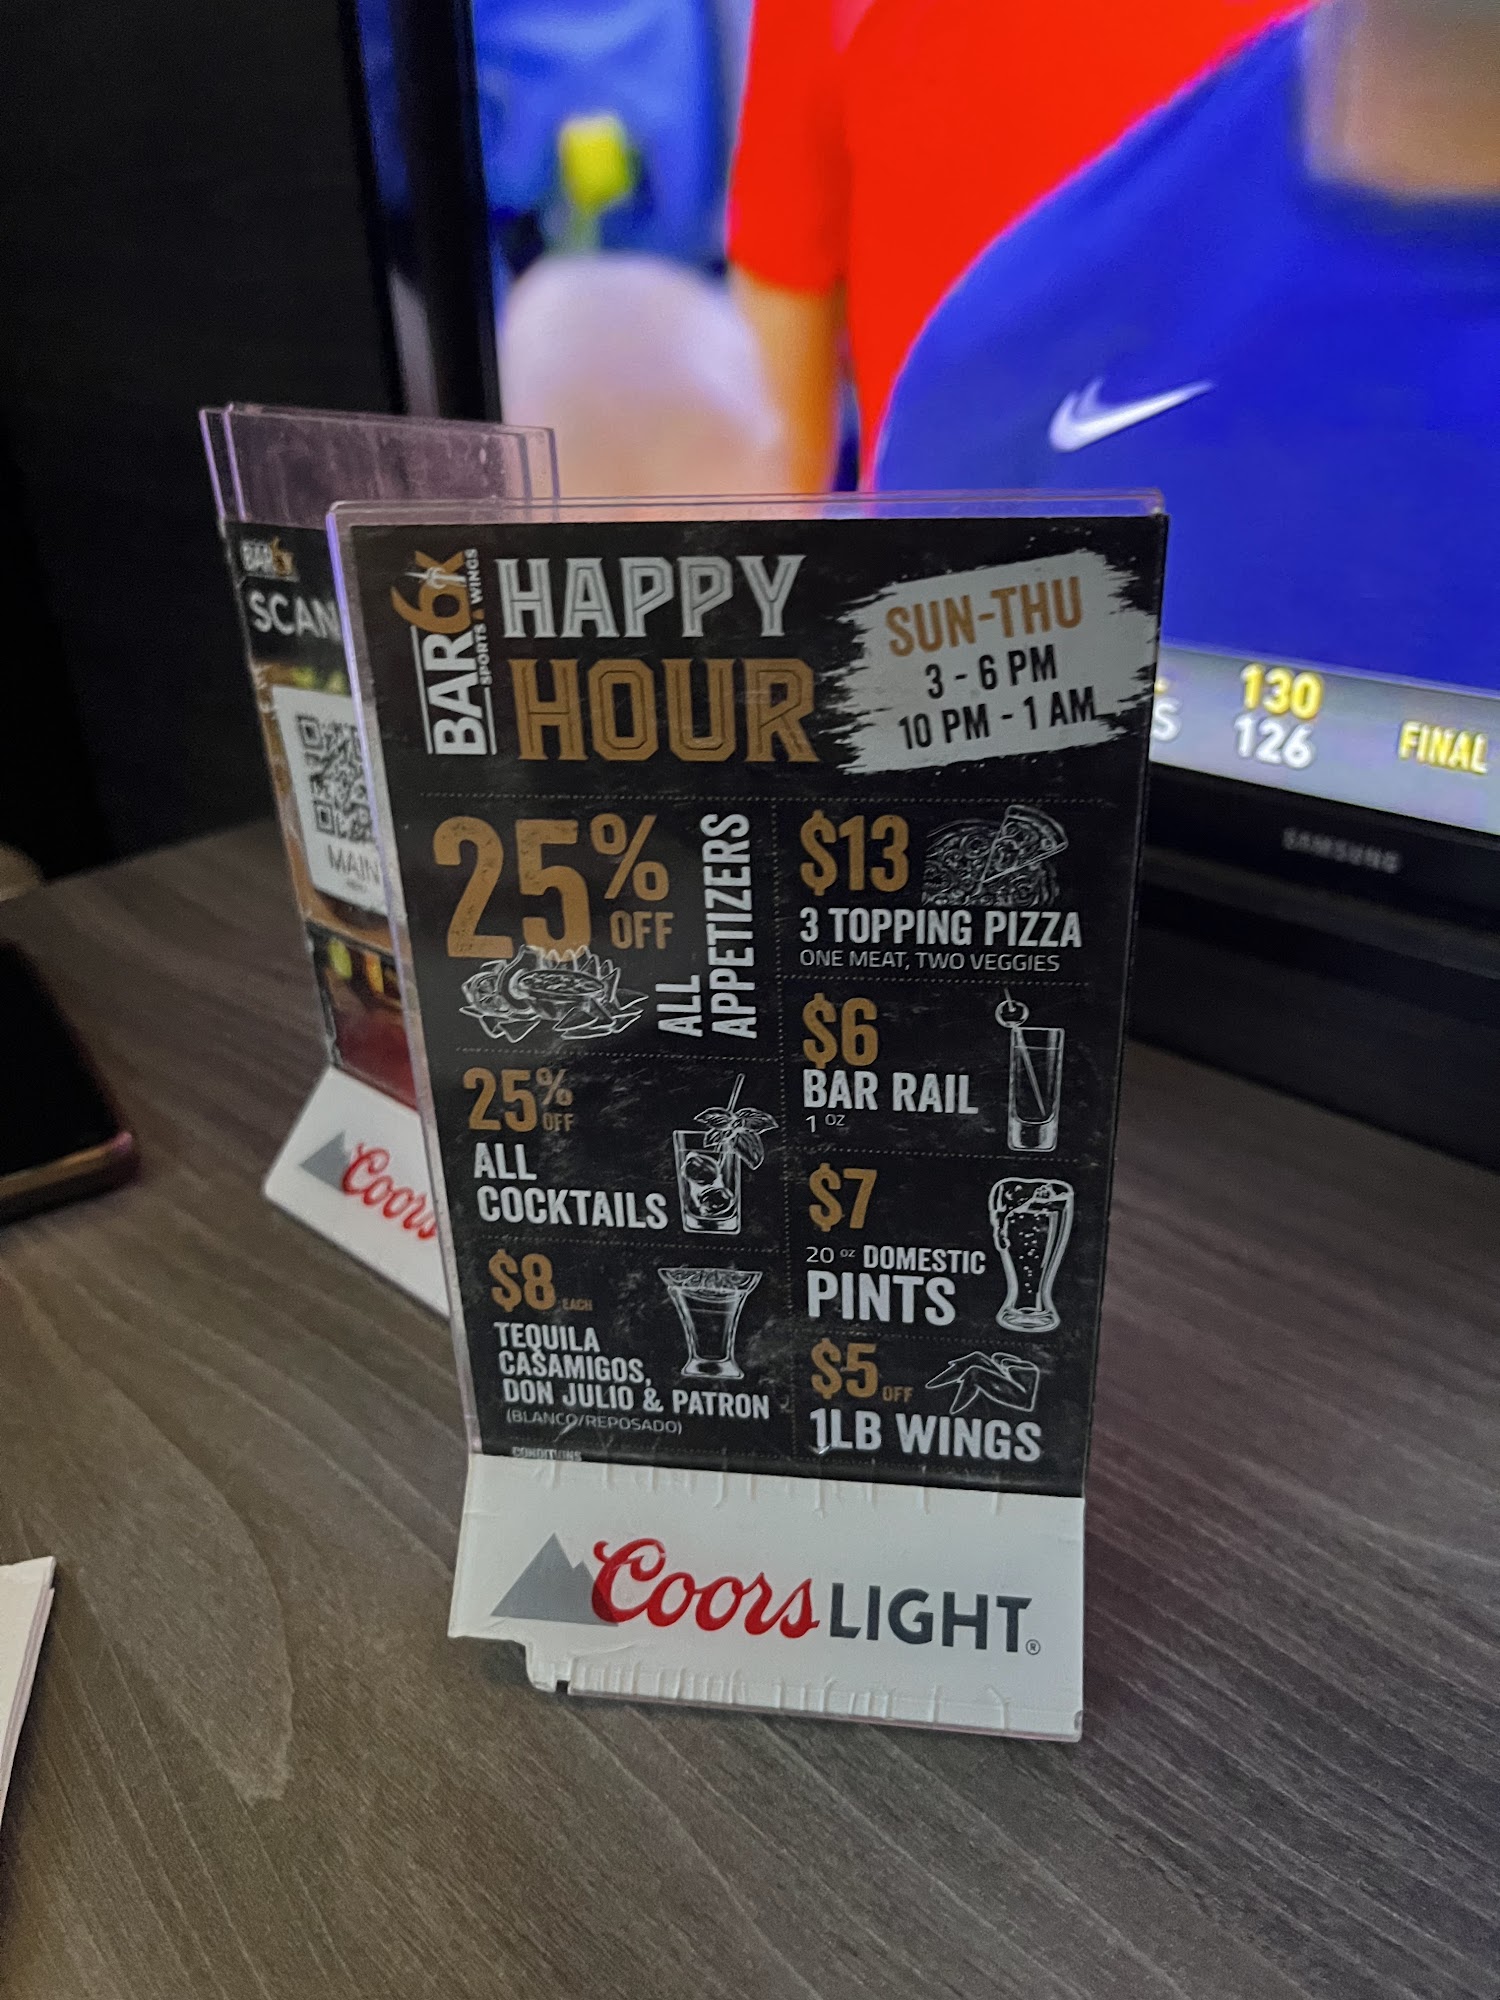 BAR6IX
SPORTS & WINGS
HAPPY
HOUR
SUN-THU
3 - 6 PM
10 PM - 1 AM
25%
OFF
ALL
APPETIZERS
25%
OFF
ALL
COCKTAILS
$8 EACH
TEQUILA
CASAMIGOS,
DON JULIO & PATRON
(BLANCO/REPOSADO)
CONDITIONS
$13
3 TOPPING PIZZA
ONE MEAT, TWO VEGGIES
$6
BAR RAIL
1 OZ
$7
20 OZ DOMESTIC
PINTS
$5 OFF
1LB WINGS
Coors LIGHT®
SCAN
MAIN
Coors
130
S 126
FINAL
SAMSUNG